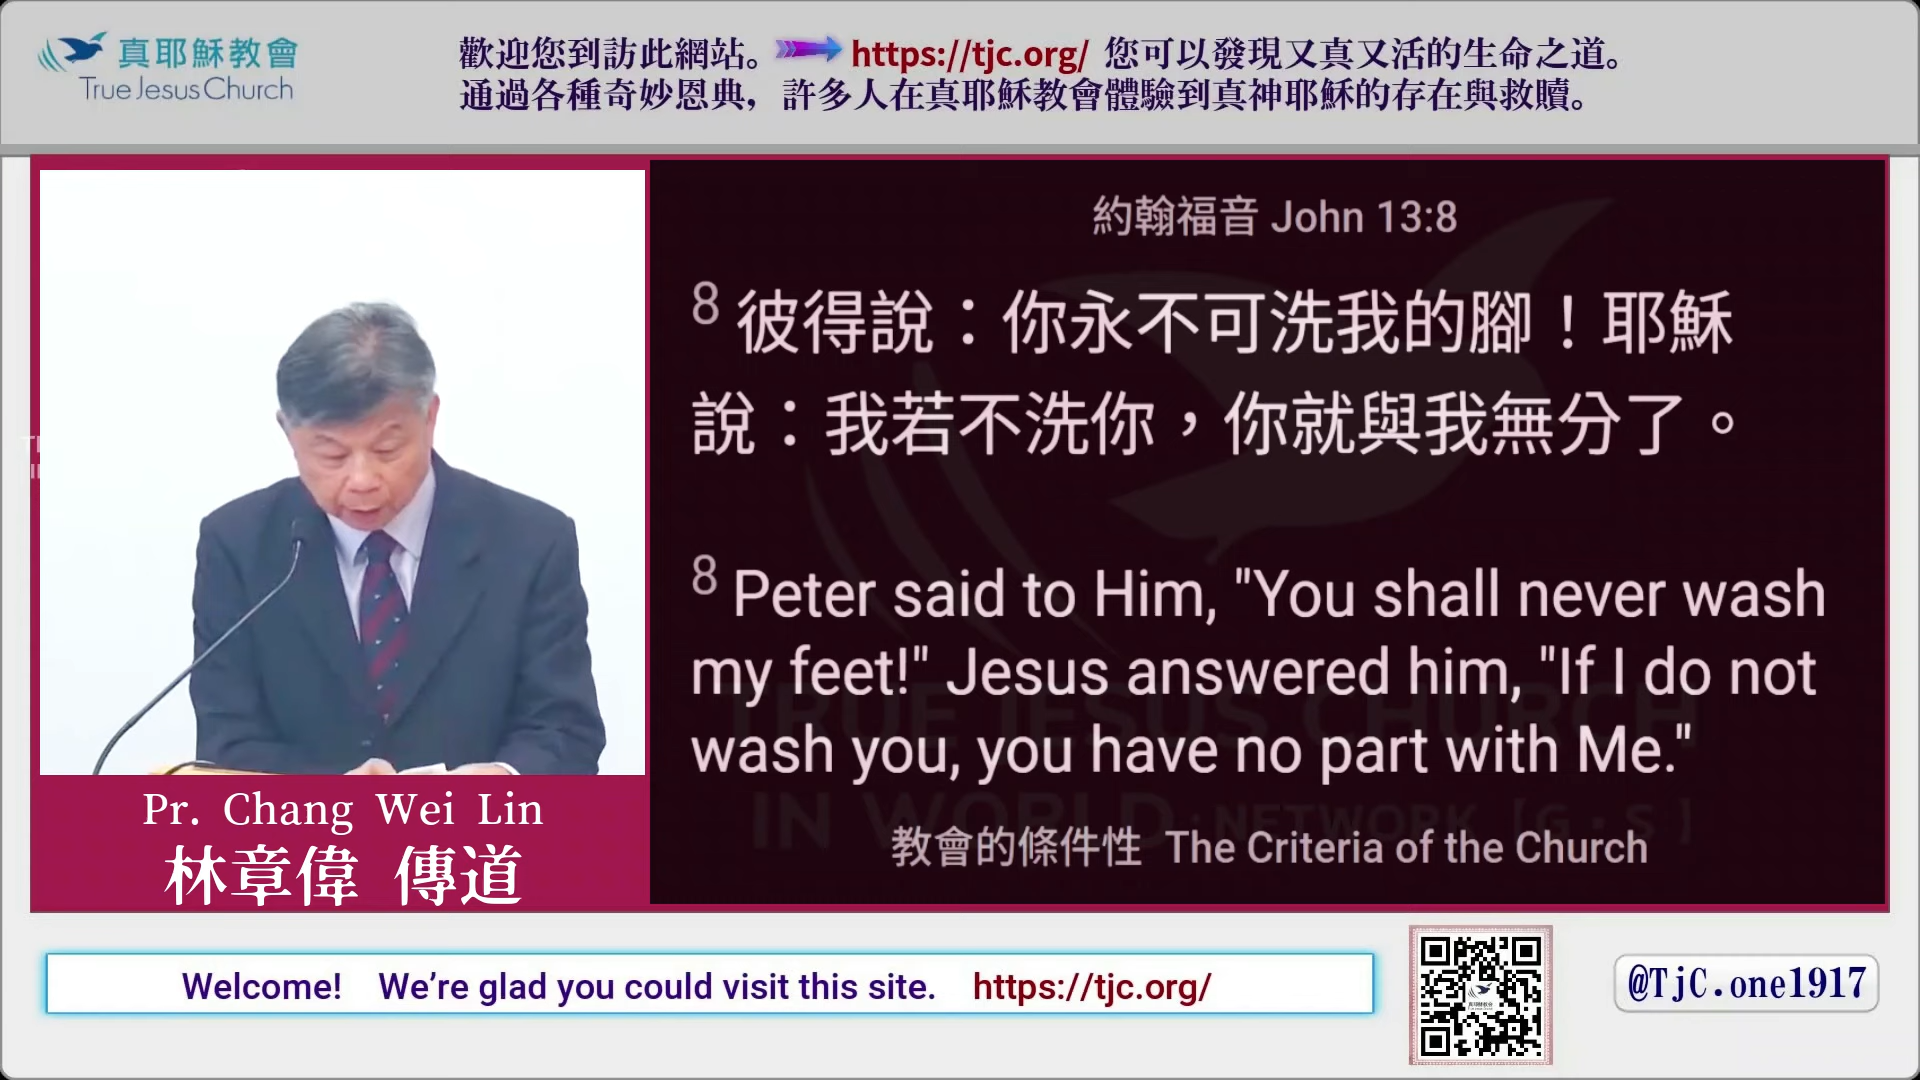 真耶穌教會
True Jesus Church
歡迎您到訪此網站。 https://tjc.org/ 您可以發現又真又活的生命之道。
通過各種奇妙恩典，許多人在真耶穌教會體驗到真神耶穌的存在與救贖。
約翰福音 John 13:8
8 彼得說：你永不可洗我的腳！耶穌
說：我若不洗你，你就與我無分了。
8 Peter said to Him, "You shall never wash
my feet!" Jesus answered him, "If I do not
wash you, you have no part with Me."
TRUE JESUS CHURCH
IN WORLD · NETWORK【G·S】
教會的條件性 The Criteria of the Church
Pr. Chang Wei Lin
林章偉 傳道
Welcome! We're glad you could visit this site. https://tjc.org/
@TjC.one1917